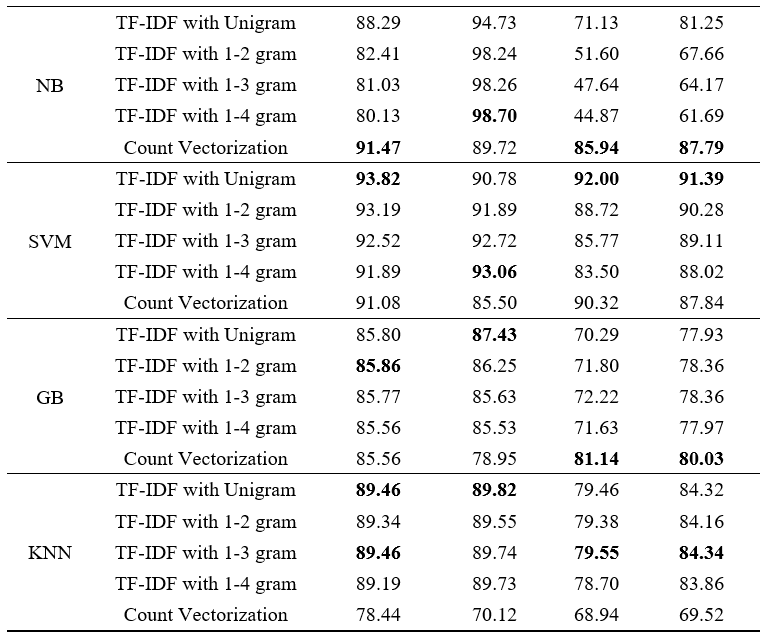 TF-IDF with Unigram 88.29 94.73 71.13 81.25
TF-IDF with 1-2 gram 82.41 98.24 51.60 67.66
NB TF-IDF with 1-3 gram 81.03 98.26 47.64 64.17
TF-IDF with 1-4 gram 80.13 98.70 44.87 61.69
Count Vectorization 91.47 89.72 85.94 87.79
TF-IDF with Unigram 93.82 90.78 92.00 91.39
TF-IDF with 1-2 gram 93.19 91.89 88.72 90.28
SVM TF-IDF with 1-3 gram 92.52 92.72 85.77 89.11
TF-IDF with 1-4 gram 91.89 93.06 83.50 88.02
Count Vectorization 91.08 85.50 90.32 87.84
TF-IDF with Unigram 85.80 87.43 70.29 77.93
TF-IDF with 1-2 gram 85.86 86.25 71.80 78.36
GB TF-IDF with 1-3 gram 85.77 85.63 72.22 78.36
TF-IDF with 1-4 gram 85.56 85.53 71.63 77.97
Count Vectorization 85.56 78.95 81.14 80.03
TF-IDF with Unigram 89.46 89.82 79.46 84.32
TF-IDF with 1-2 gram 89.34 89.55 79.38 84.16
KNN TF-IDF with 1-3 gram 89.46 89.74 79.55 84.34
TF-IDF with 1-4 gram 89.19 89.73 78.70 83.86
Count Vectorization 78.44 70.12 68.94 69.52